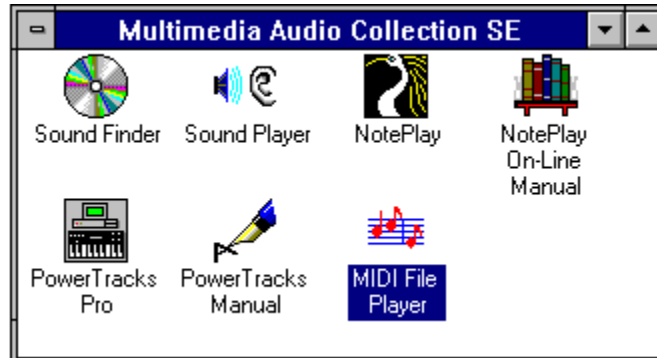 Multimedia Audio Collection SE
Sound Finder
Sound Player
NotePlay
NotePlay
On-Line
Manual
PowerTracks
Pro
PowerTracks
Manual
MIDI File
Player